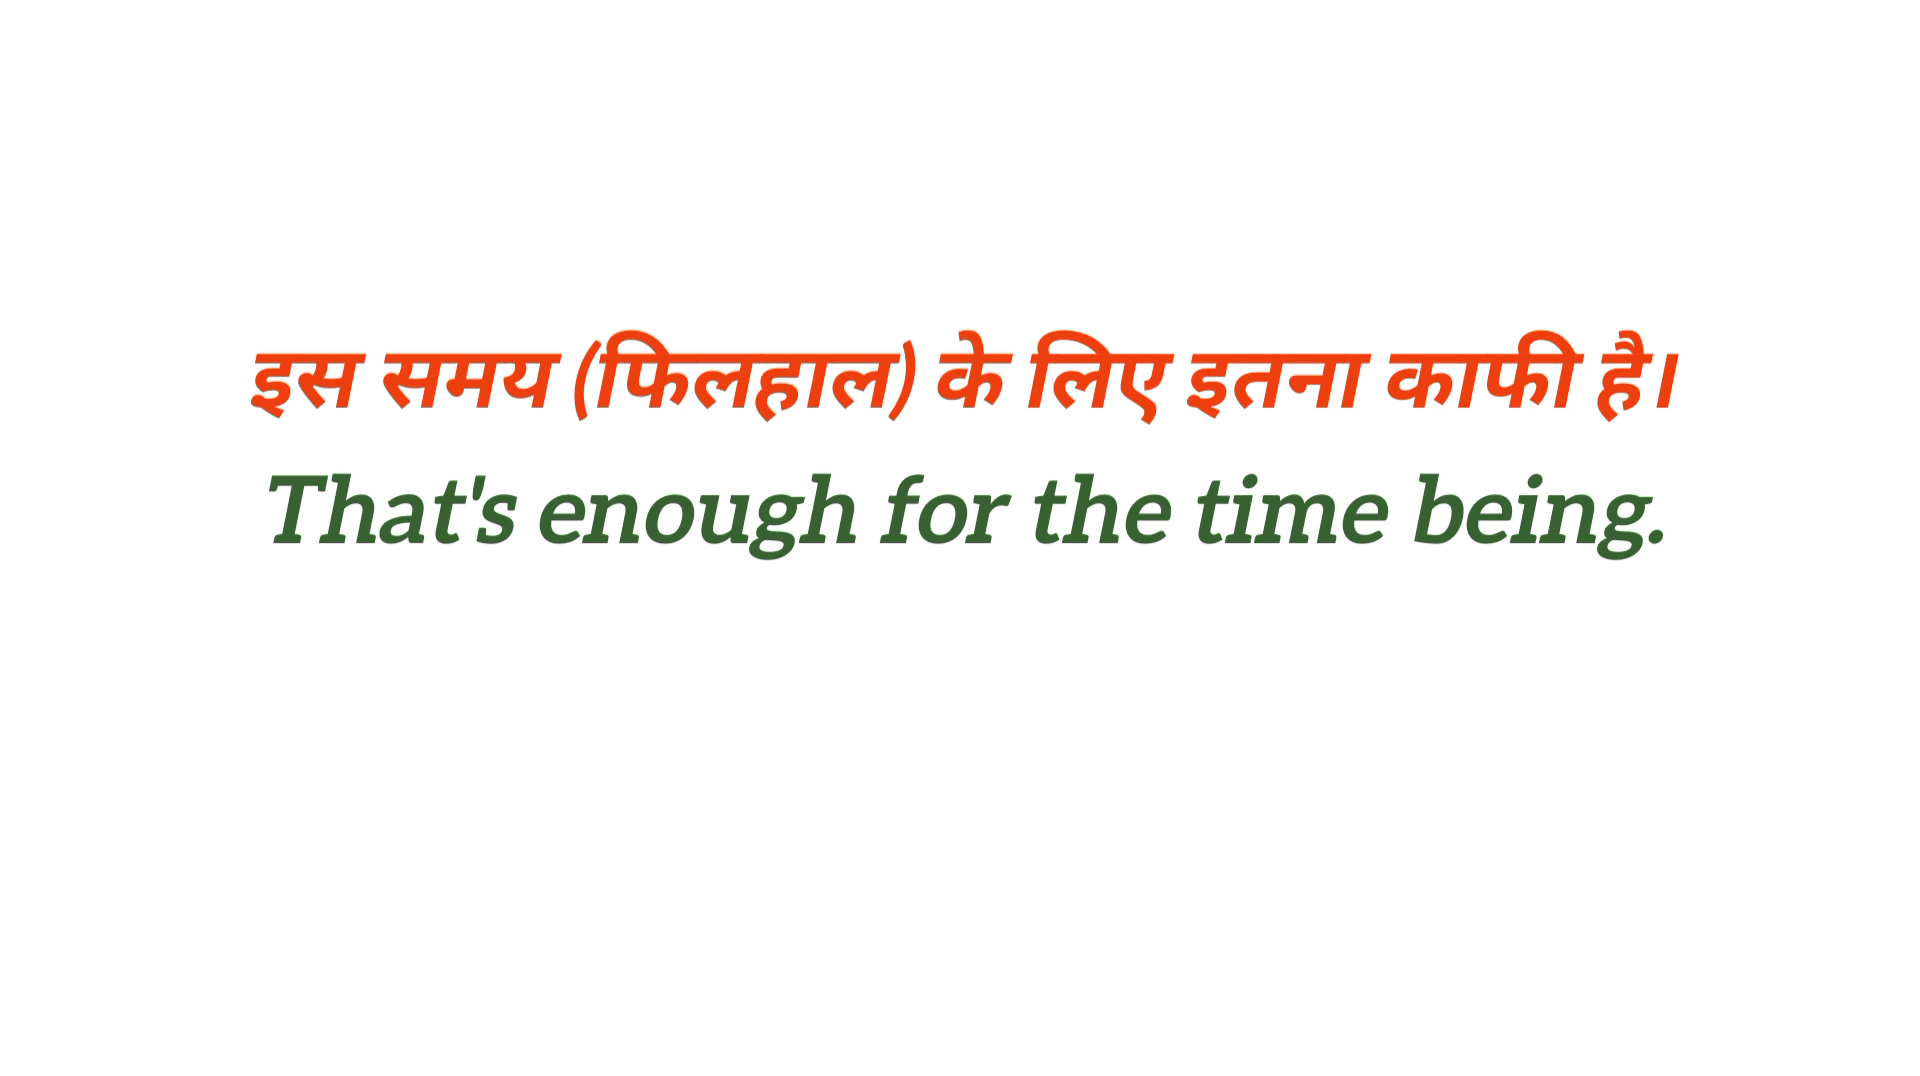 इस समय (फिलहाल) के लिए इतना काफी है।
That's enough for the time being.